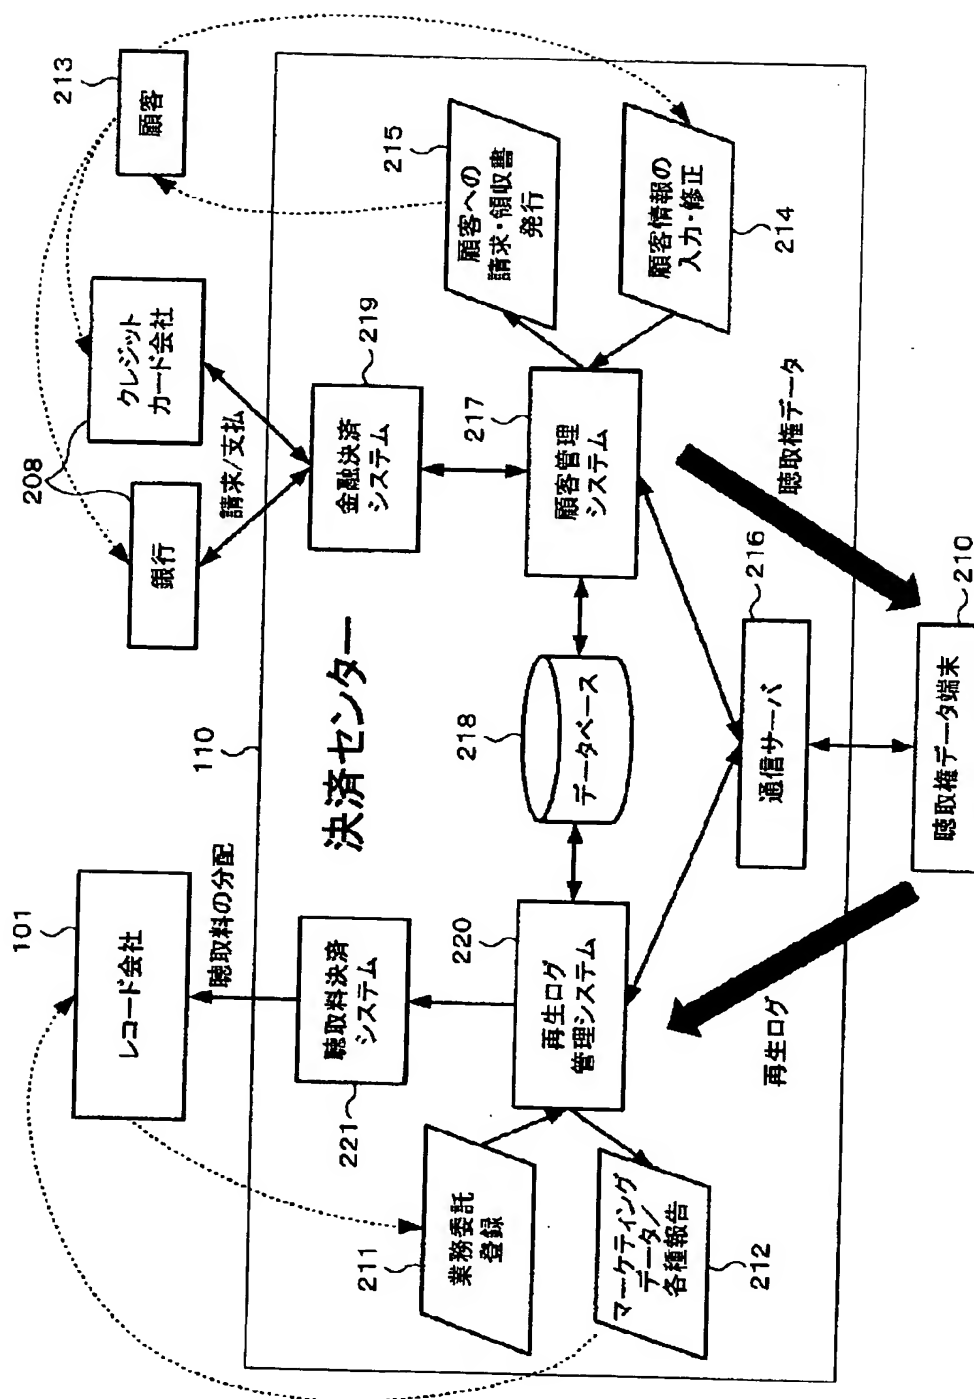 101
レコード会社
208
銀行
クレジット
カード会社
213
顧客
聴取料の分配
110
請求/支払
決済センター
聴取料決済
システム
221
金融決済
システム
219
215
顧客への
請求・領収書
発行
業務委託
登録
211
再生ログ
管理システム
220
データベース
218
顧客管理
システム
217
顧客情報の
入力・修正
214
マーケティング
データ/
各種報告
212
通信サーバ
216
再生ログ
聴取権データ
聴取権データ端末
210